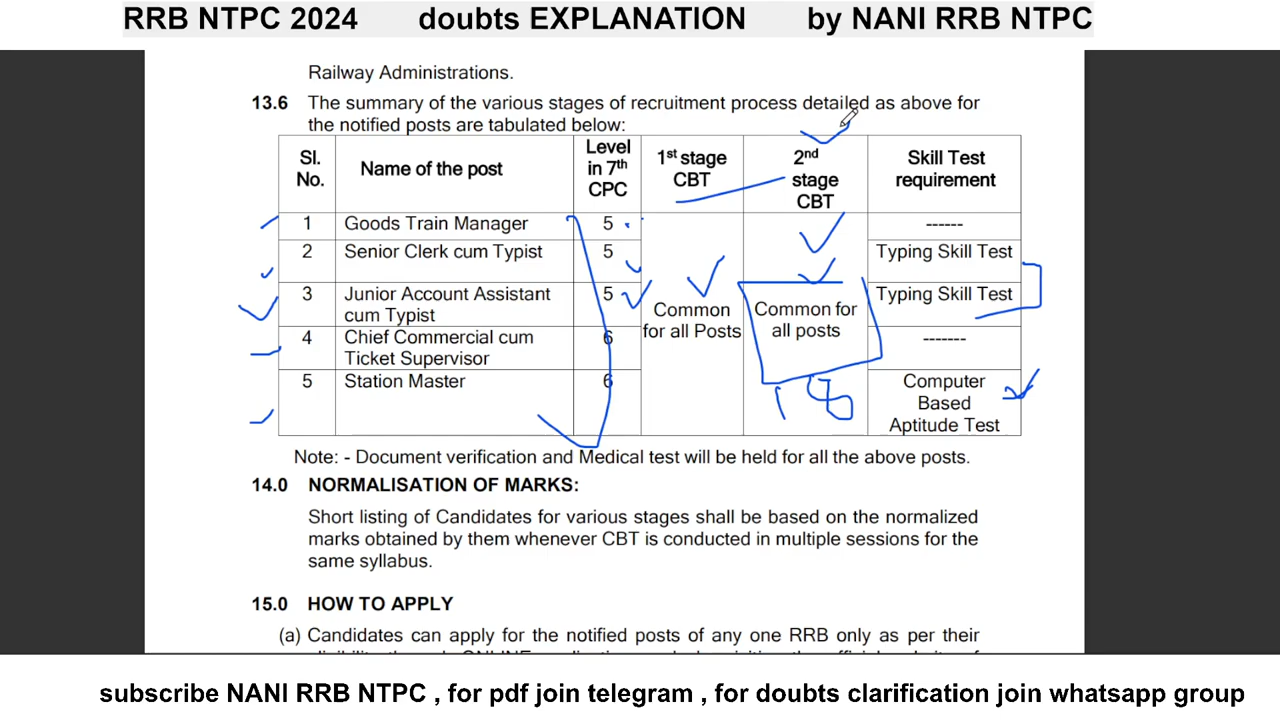 RRB NTPC 2024 doubts EXPLANATION by NANI RRB NTPC
Railway Administrations.
13.6 The summary of the various stages of recruitment process detailed as above for
the notified posts are tabulated below:
Sl. No. Name of the post Level in 7th CPC 1st stage CBT 2nd stage CBT Skill Test requirement
1 Goods Train Manager 5 ------
2 Senior Clerk cum Typist 5 Typing Skill Test
3 Junior Account Assistant cum Typist 5 Common for all Posts Common for all posts Typing Skill Test
4 Chief Commercial cum Ticket Supervisor 6 -------
5 Station Master 6 Computer Based Aptitude Test
18
Note: - Document verification and Medical test will be held for all the above posts.
14.0 NORMALISATION OF MARKS:
Short listing of Candidates for various stages shall be based on the normalized
marks obtained by them whenever CBT is conducted in multiple sessions for the
same syllabus.
15.0 HOW TO APPLY
(a) Candidates can apply for the notified posts of any one RRB only as per their
subscribe NANI RRB NTPC , for pdf join telegram , for doubts clarification join whatsapp group